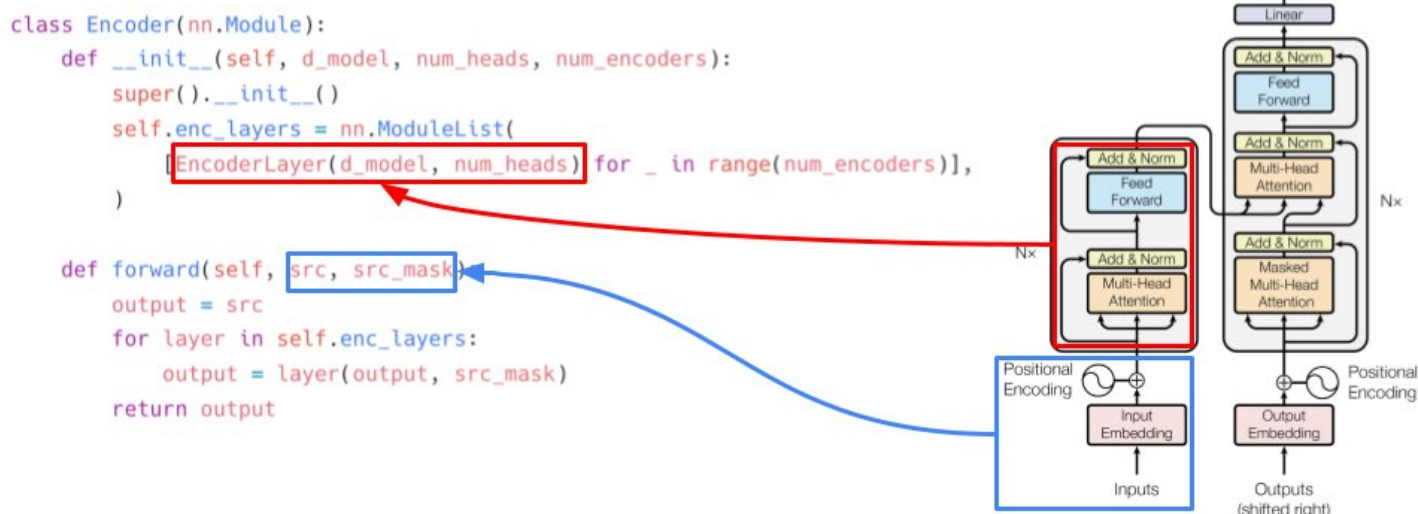 class Encoder(nn.Module):
def __init__(self, d_model, num_heads, num_encoders):
super().__init__()
self.enc_layers = nn.ModuleList(
[EncoderLayer(d_model, num_heads) for _ in range(num_encoders)],
)
def forward(self, src, src_mask):
output = src
for layer in self.enc_layers:
output = layer(output, src_mask)
return output
Linear
Add & Norm
Feed
Forward
Add & Norm
Multi-Head
Attention
Add & Norm
Masked
Multi-Head
Attention
N×
Add & Norm
Feed
Forward
Add & Norm
Multi-Head
Attention
N×
Positional
Encoding
Input
Embedding
Inputs
Positional
Encoding
Output
Embedding
Outputs
(shifted right)